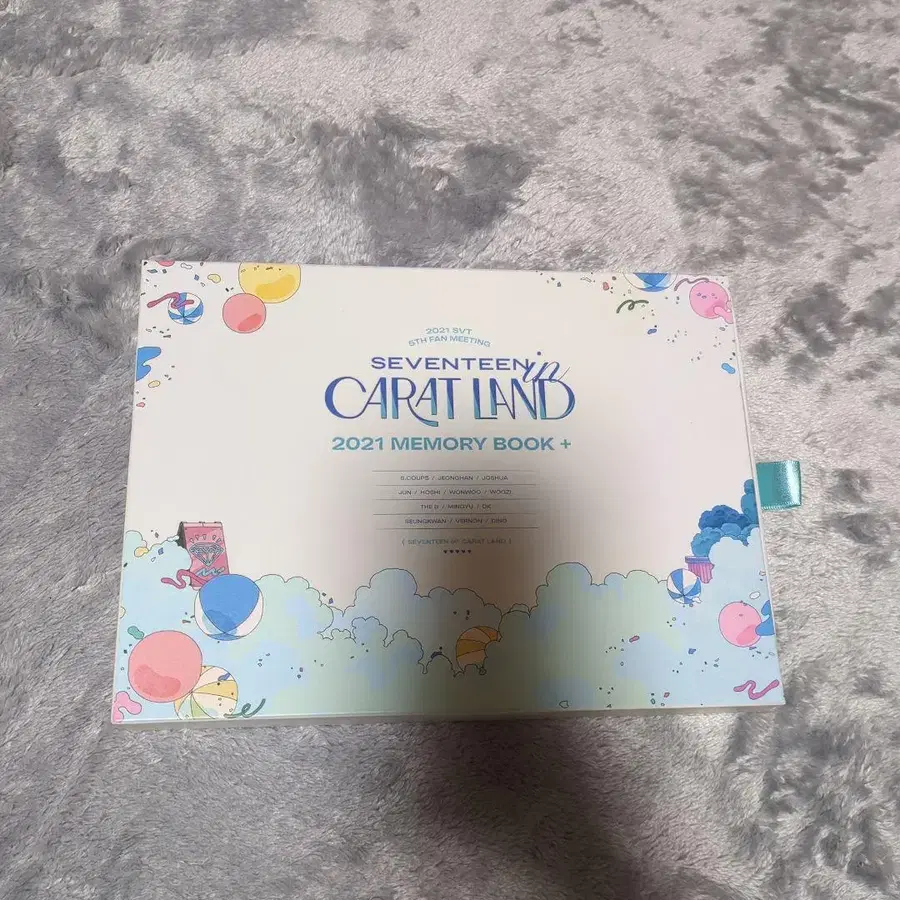 2021 SVT
5TH FAN MEETING
SEVENTEEN in
CARAT LAND
2021 MEMORY BOOK +
S.COUPS / JEONGHAN / JOSHUA
JUN / HOSHI / WONWOO / WOOZI
THE 8 / MINGYU / DK
SEUNGKWAN / VERNON / DINO
( SEVENTEEN in CARAT LAND )